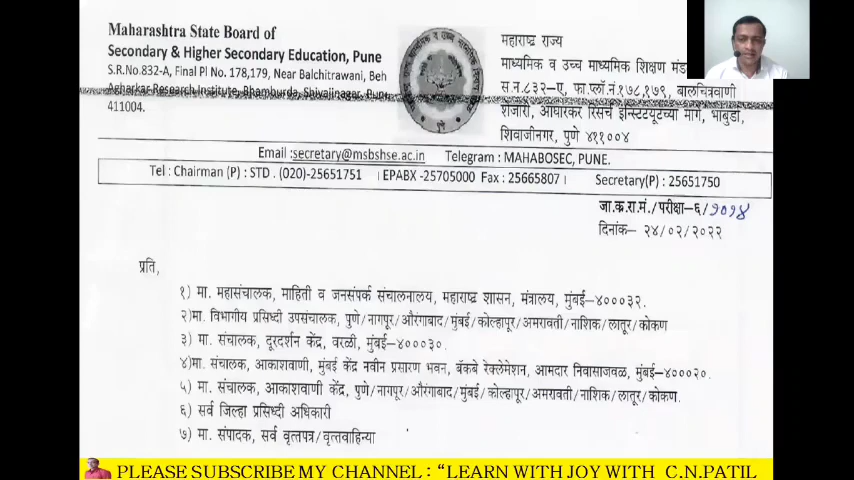 Maharashtra State Board of
Secondary & Higher Secondary Education, Pune
S.R.No.832-A, Final Pl No. 178,179, Near Balchitrawani, Beh
Agharkar Research Institute, Bhamburda, Shivajinagar, Pune
411004.
महाराष्ट्र राज्य
माध्यमिक व उच्च माध्यमिक शिक्षण मंड
स.न.८३२-ए, फा.प्लॉ.नं.१७८,१७९, बालचित्रवाणी
शेजारी, आघारकर रिसर्च इन्स्टिट्यूटच्या मागे, भांबुर्डा,
शिवाजीनगर, पुणे ४११००४
Email :secretary@msbshse.ac.in Telegram : MAHABOSEC, PUNE.
Tel : Chairman (P) : STD . (020)-25651751 । EPABX -25705000 Fax : 25665807 । Secretary(P) : 25651750
जा.क्र.रा.मं./परीक्षा-६/१०१४
दिनांक- २४/०२/२०२२
प्रति,
१) मा. महासंचालक, माहिती व जनसंपर्क संचालनालय, महाराष्ट्र शासन, मंत्रालय, मुंबई-४०००३२.
२)मा. विभागीय प्रसिध्दी उपसंचालक, पुणे/नागपूर/औरंगाबाद/मुंबई/कोल्हापूर/अमरावती/नाशिक/लातूर/कोकण
३) मा. संचालक, दूरदर्शन केंद्र, वरळी, मुंबई-४०००३०.
४)मा. संचालक, आकाशवाणी, मुंबई केंद्र नवीन प्रसारण भवन, बॅकबे रेक्लेमेशन, आमदार निवासाजवळ, मुंबई-४०००२०.
५) मा. संचालक, आकाशवाणी केंद्र, पुणे/नागपूर/औरंगाबाद/मुंबई/कोल्हापूर/अमरावती/नाशिक/लातूर/कोकण.
६) सर्व जिल्हा प्रसिध्दी अधिकारी
७) मा. संपादक, सर्व वृत्तपत्र/वृत्तवाहिन्या
PLEASE SUBSCRIBE MY CHANNEL : “LEARN WITH JOY WITH C.N.PATIL